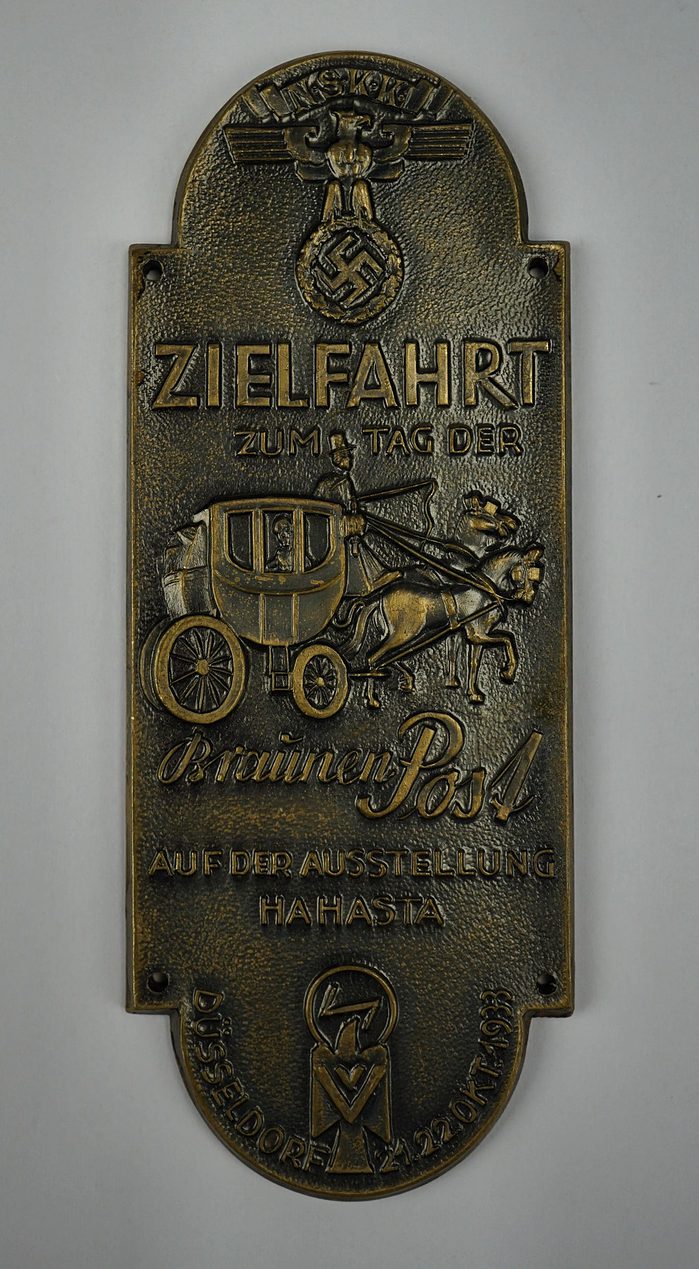 N.S.K.K.
ZIELFAHRT
ZUM TAG DER
Braunen Post
AUF DER AUSSTELLUNG
HAHASTA
DÜSSELDORF 21.22.OKT.1933